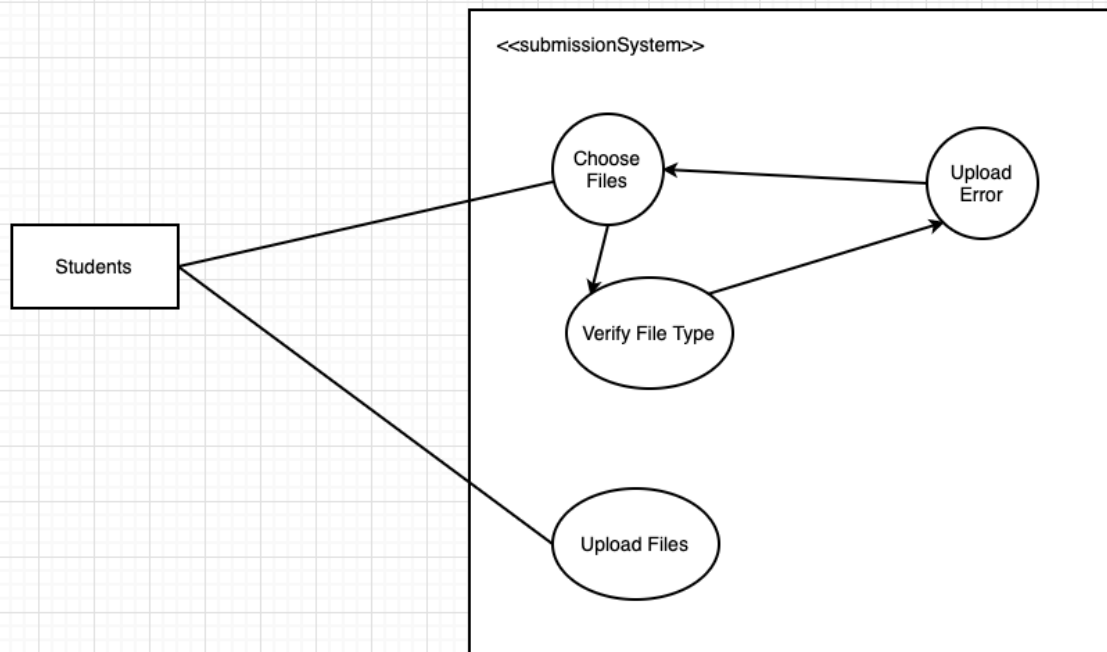 <<submissionSystem>>
Choose
Files
Upload
Error
Students
Verify File Type
Upload Files